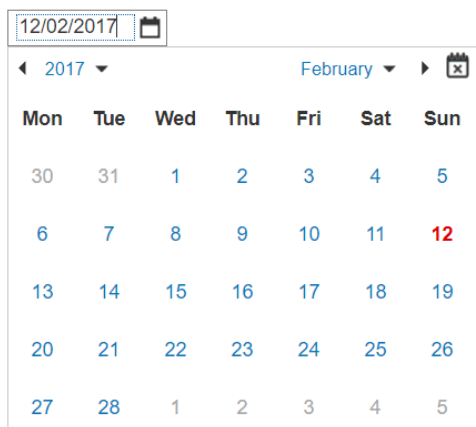 12/02/2017
2017 February
Mon Tue Wed Thu Fri Sat Sun
30 31 1 2 3 4 5
6 7 8 9 10 11 12
13 14 15 16 17 18 19
20 21 22 23 24 25 26
27 28 1 2 3 4 5